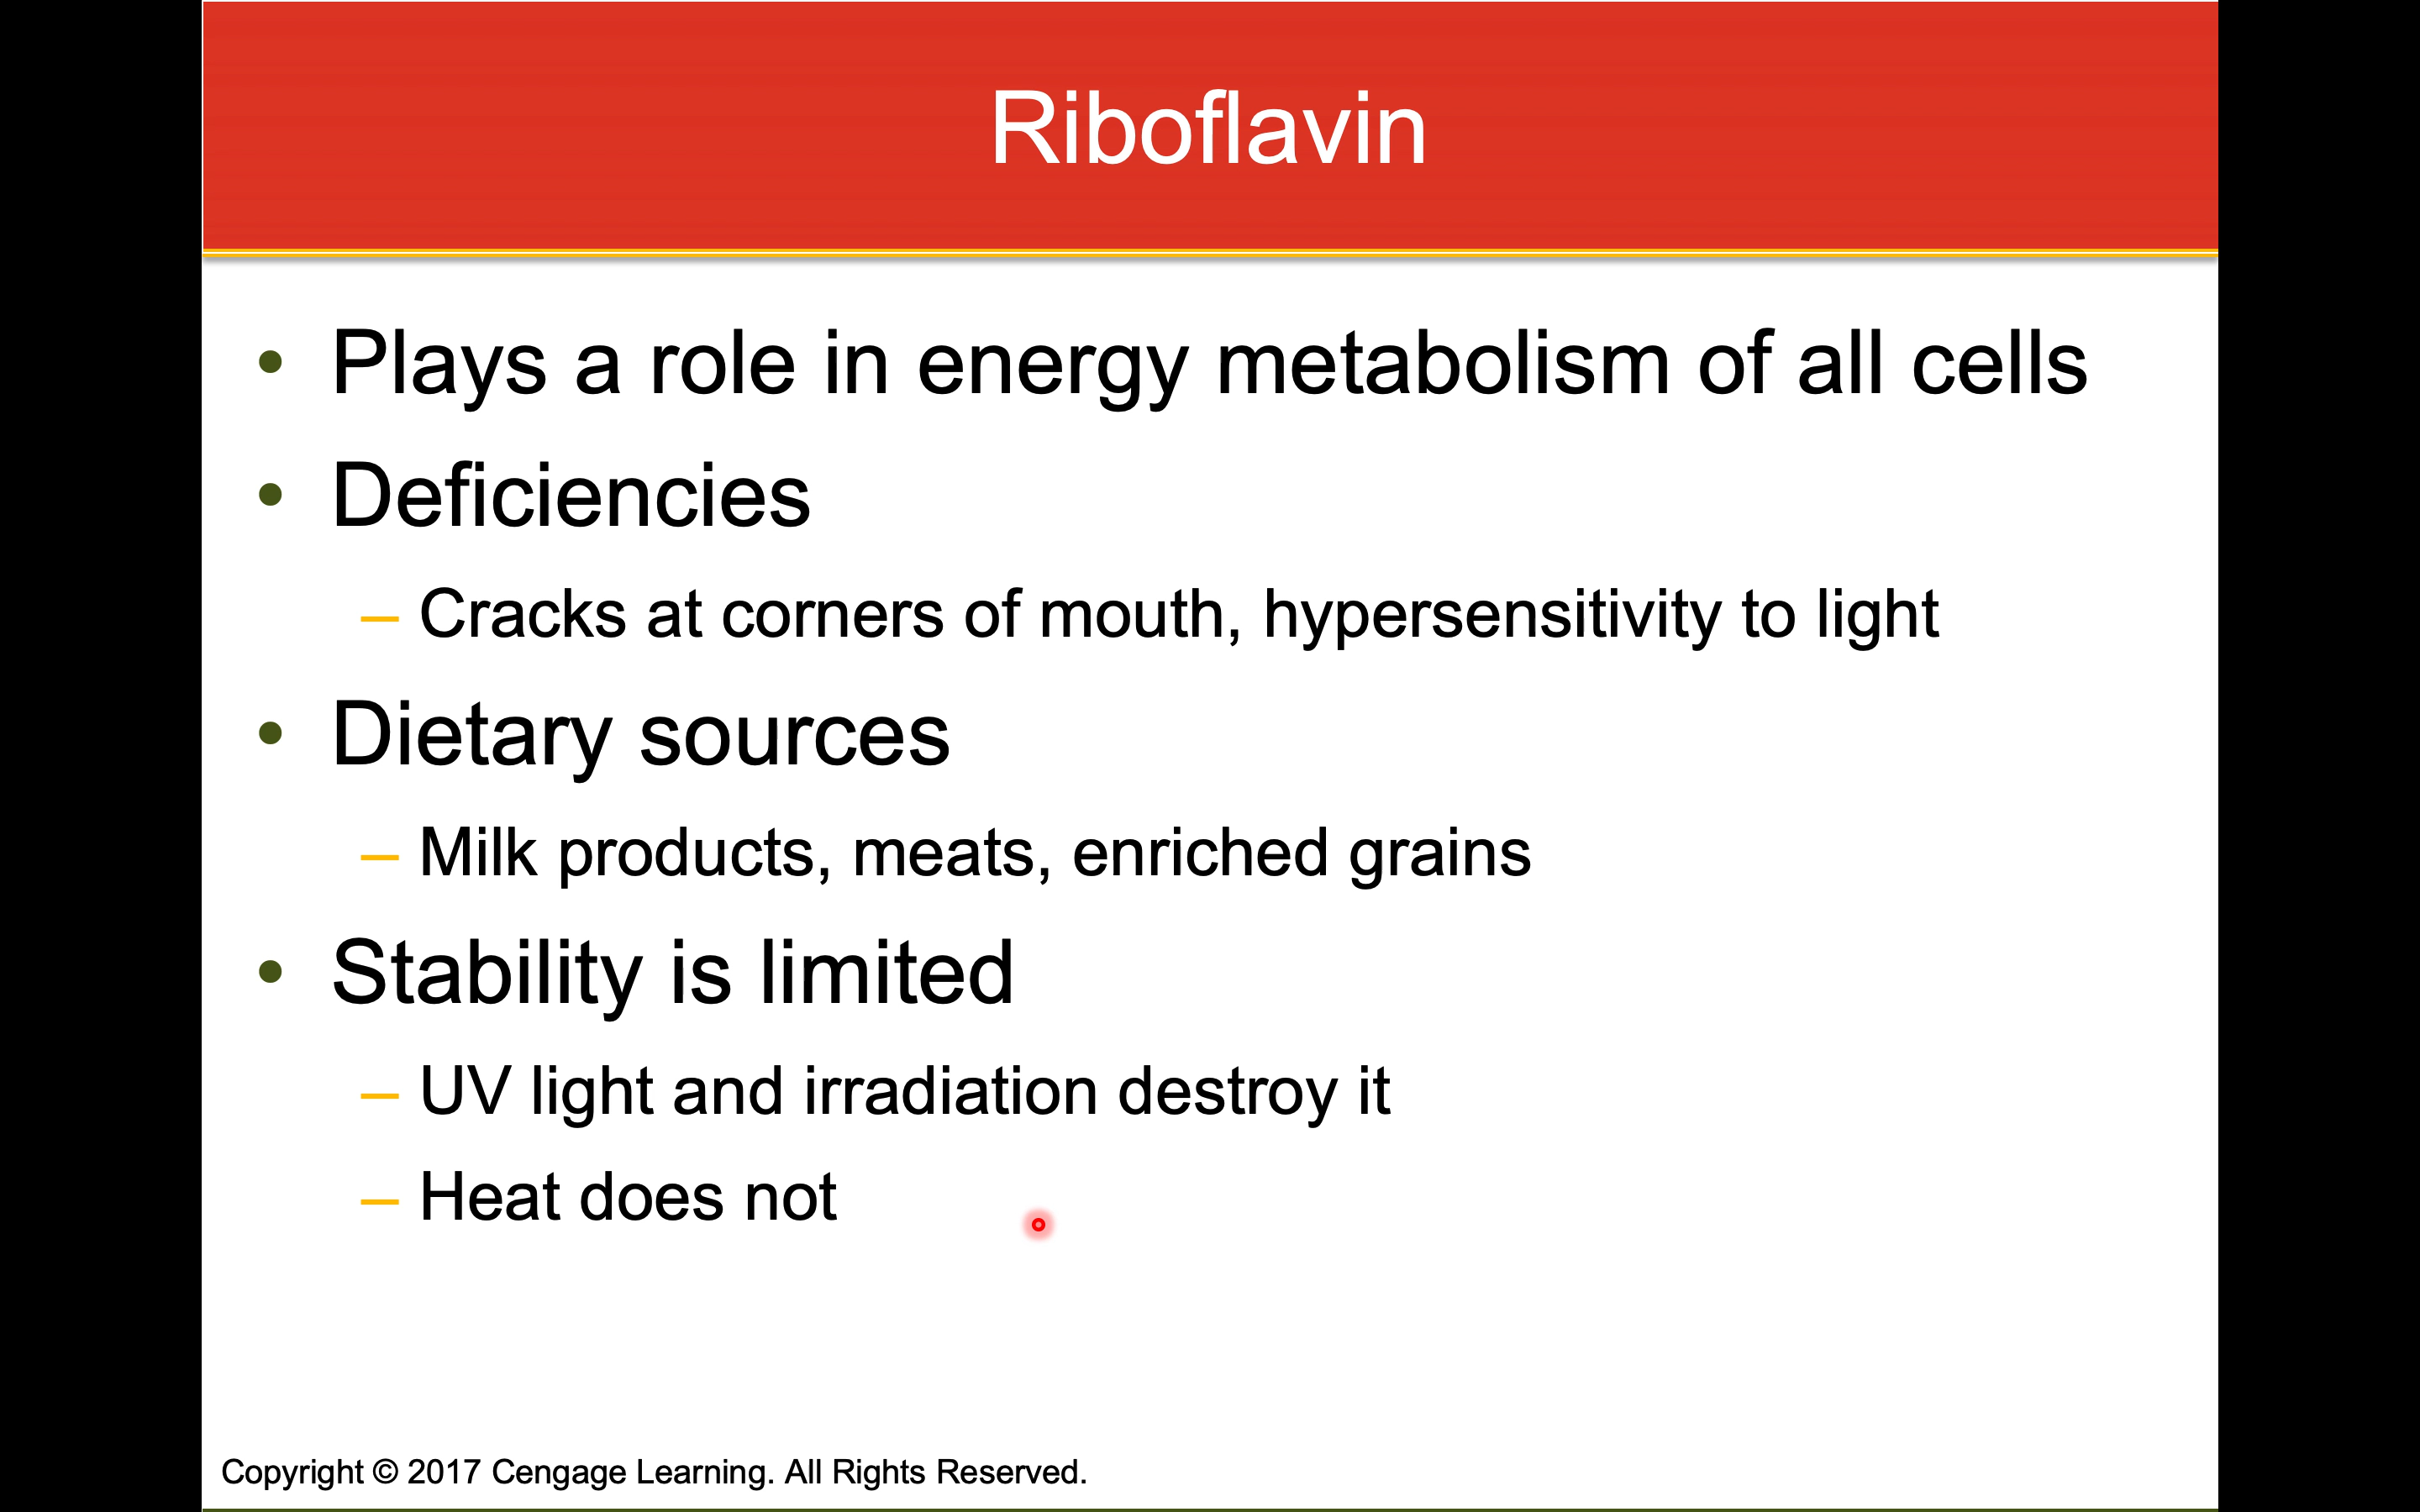 Riboflavin
• Plays a role in energy metabolism of all cells
• Deficiencies
– Cracks at corners of mouth, hypersensitivity to light
• Dietary sources
– Milk products, meats, enriched grains
• Stability is limited
– UV light and irradiation destroy it
– Heat does not
Copyright © 2017 Cengage Learning. All Rights Reserved.